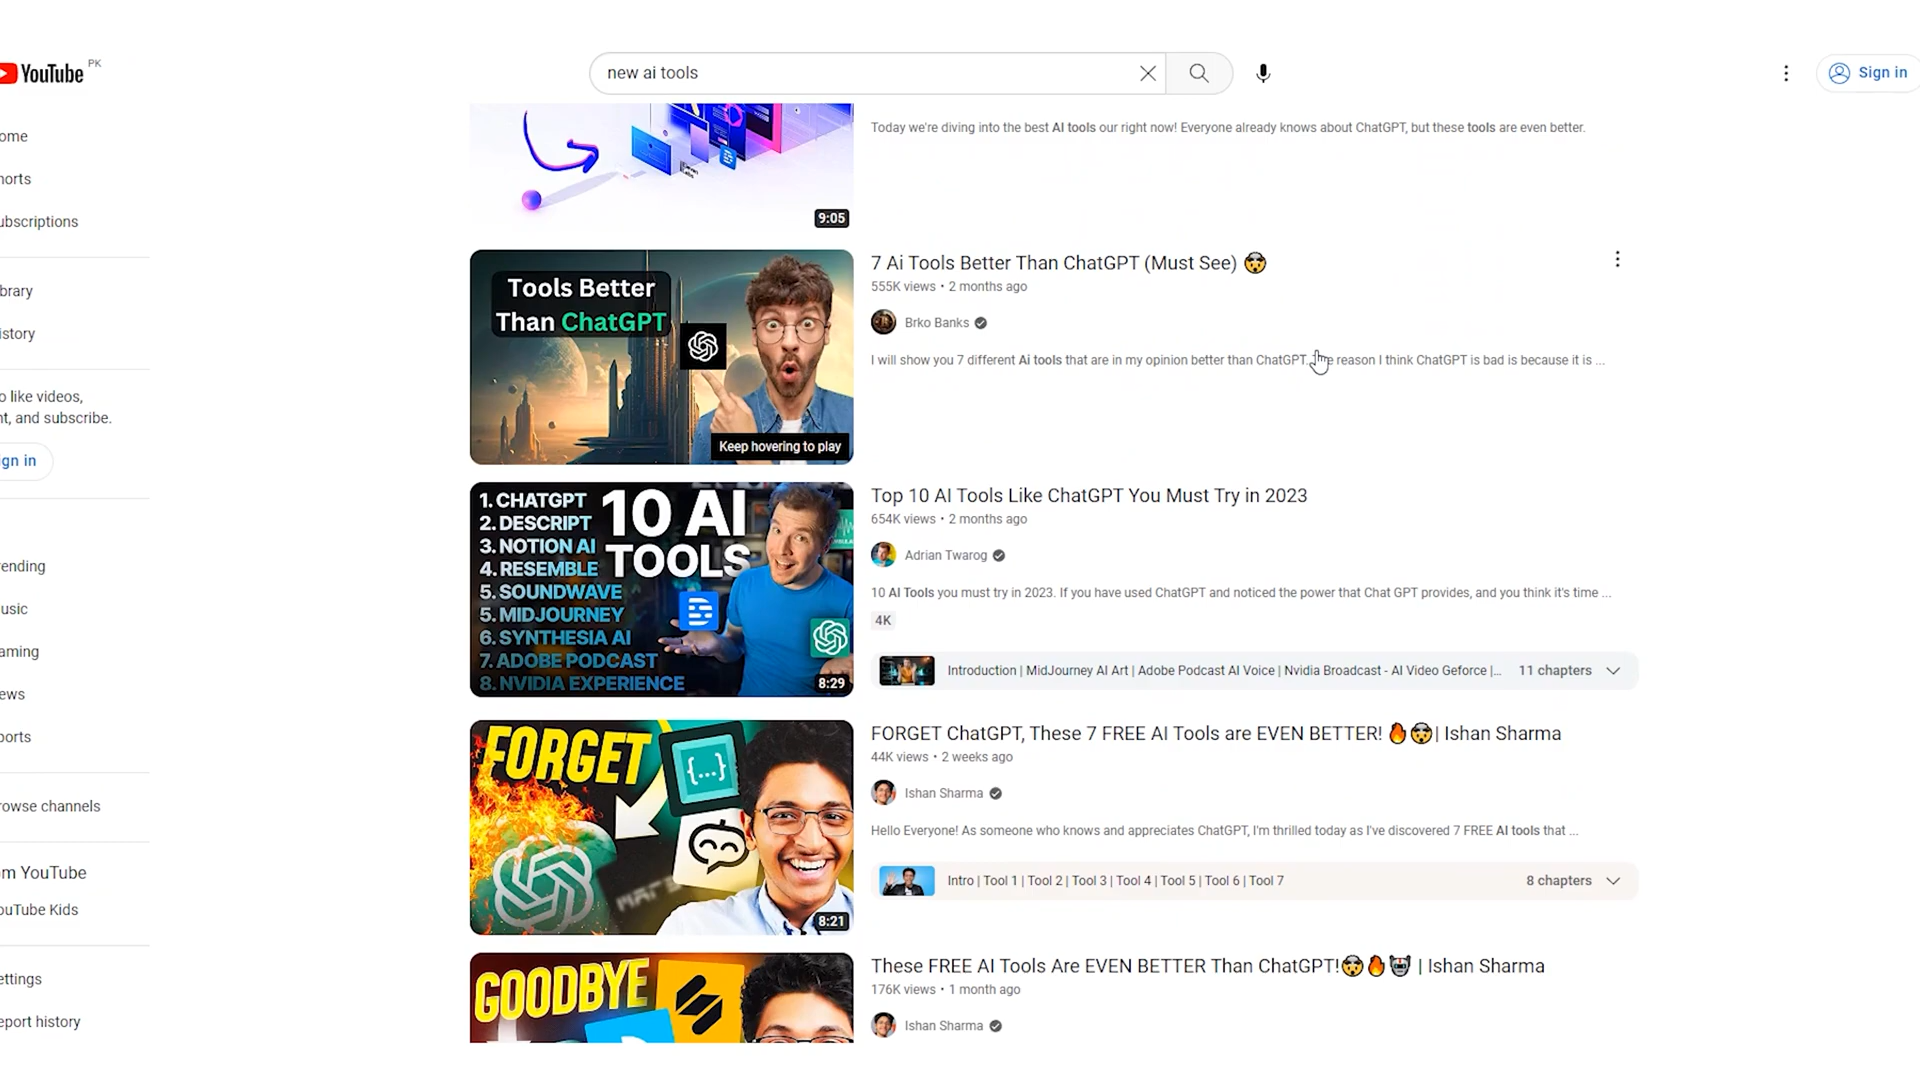 YouTube PK
new ai tools
Sign in
ome
horts
ubscriptions
brary
istory
o like videos,
nt, and subscribe.
gn in
ending
usic
aming
ews
ports
rowse channels
m YouTube
ouTube Kids
ettings
eport history
Today we're diving into the best AI tools our right now! Everyone already knows about ChatGPT, but these tools are even better.
9:05
Tools Better
Than ChatGPT
Keep hovering to play
7 Ai Tools Better Than ChatGPT (Must See) 🤯
555K views • 2 months ago
Brko Banks
I will show you 7 different Ai tools that are in my opinion better than ChatGPT. reason I think ChatGPT is bad is because it is ...
1. CHATGPT
2. DESCRIPT
3. NOTION AI
4. RESEMBLE
5. SOUNDWAVE
5. MIDJOURNEY
6. SYNTHESIA AI
7. ADOBE PODCAST
8. NVIDIA EXPERIENCE
10 AI
TOOLS
8:29
Top 10 AI Tools Like ChatGPT You Must Try in 2023
654K views • 2 months ago
Adrian Twarog
10 AI Tools you must try in 2023. If you have used ChatGPT and noticed the power that Chat GPT provides, and you think it's time ...
4K
Introduction | MidJourney AI Art | Adobe Podcast AI Voice | Nvidia Broadcast - AI Video Geforce |...
11 chapters
FORGET
{...}
8:21
FORGET ChatGPT, These 7 FREE AI Tools are EVEN BETTER! 🔥🤯| Ishan Sharma
44K views • 2 weeks ago
Ishan Sharma
Hello Everyone! As someone who knows and appreciates ChatGPT, I'm thrilled today as I've discovered 7 FREE AI tools that ...
Intro | Tool 1 | Tool 2 | Tool 3 | Tool 4 | Tool 5 | Tool 6 | Tool 7
8 chapters
GOODBYE
These FREE AI Tools Are EVEN BETTER Than ChatGPT!🤯🔥🤖 | Ishan Sharma
176K views • 1 month ago
Ishan Sharma